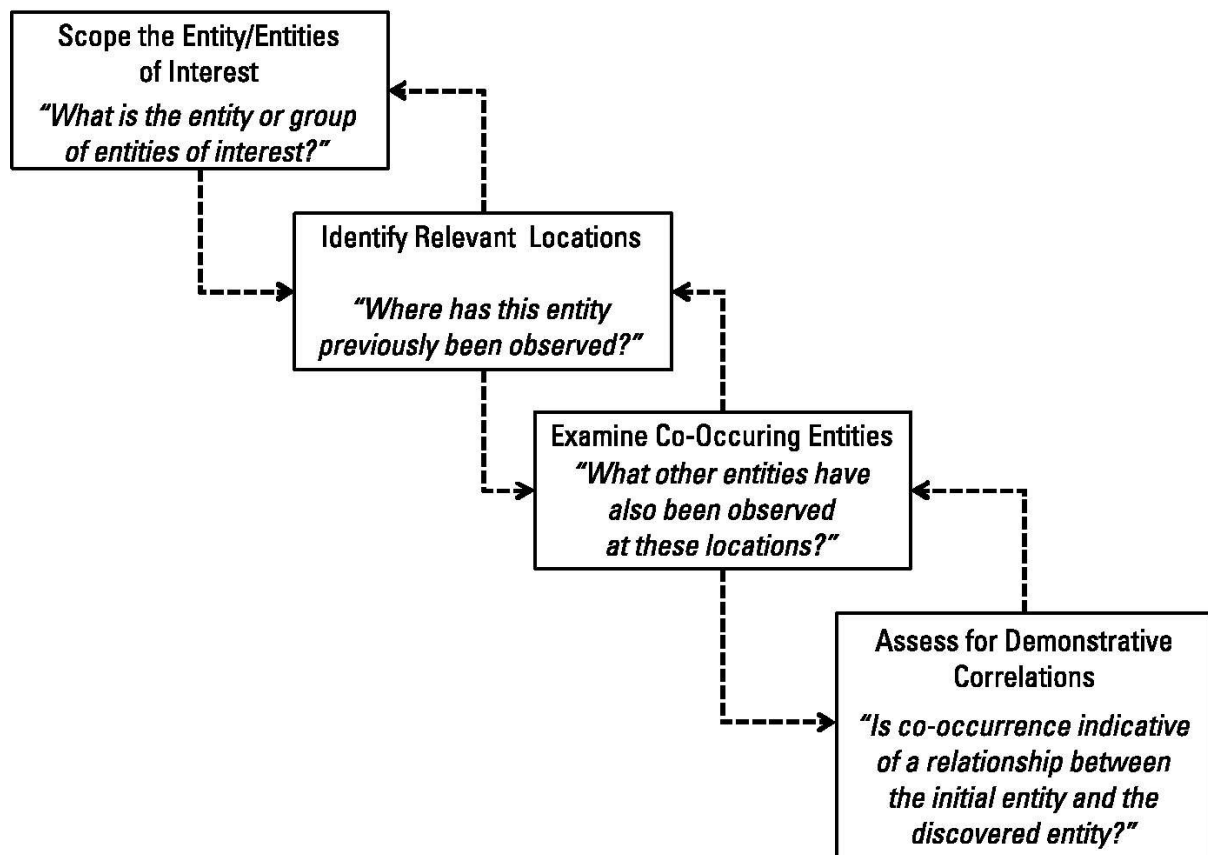 Scope the Entity/Entities
of Interest
“What is the entity or group
of entities of interest?”
Identify Relevant Locations
“Where has this entity
previously been observed?”
Examine Co-Occuring Entities
“What other entities have
also been observed
at these locations?”
Assess for Demonstrative
Correlations
“Is co-occurrence indicative
of a relationship between
the initial entity and the
discovered entity?”